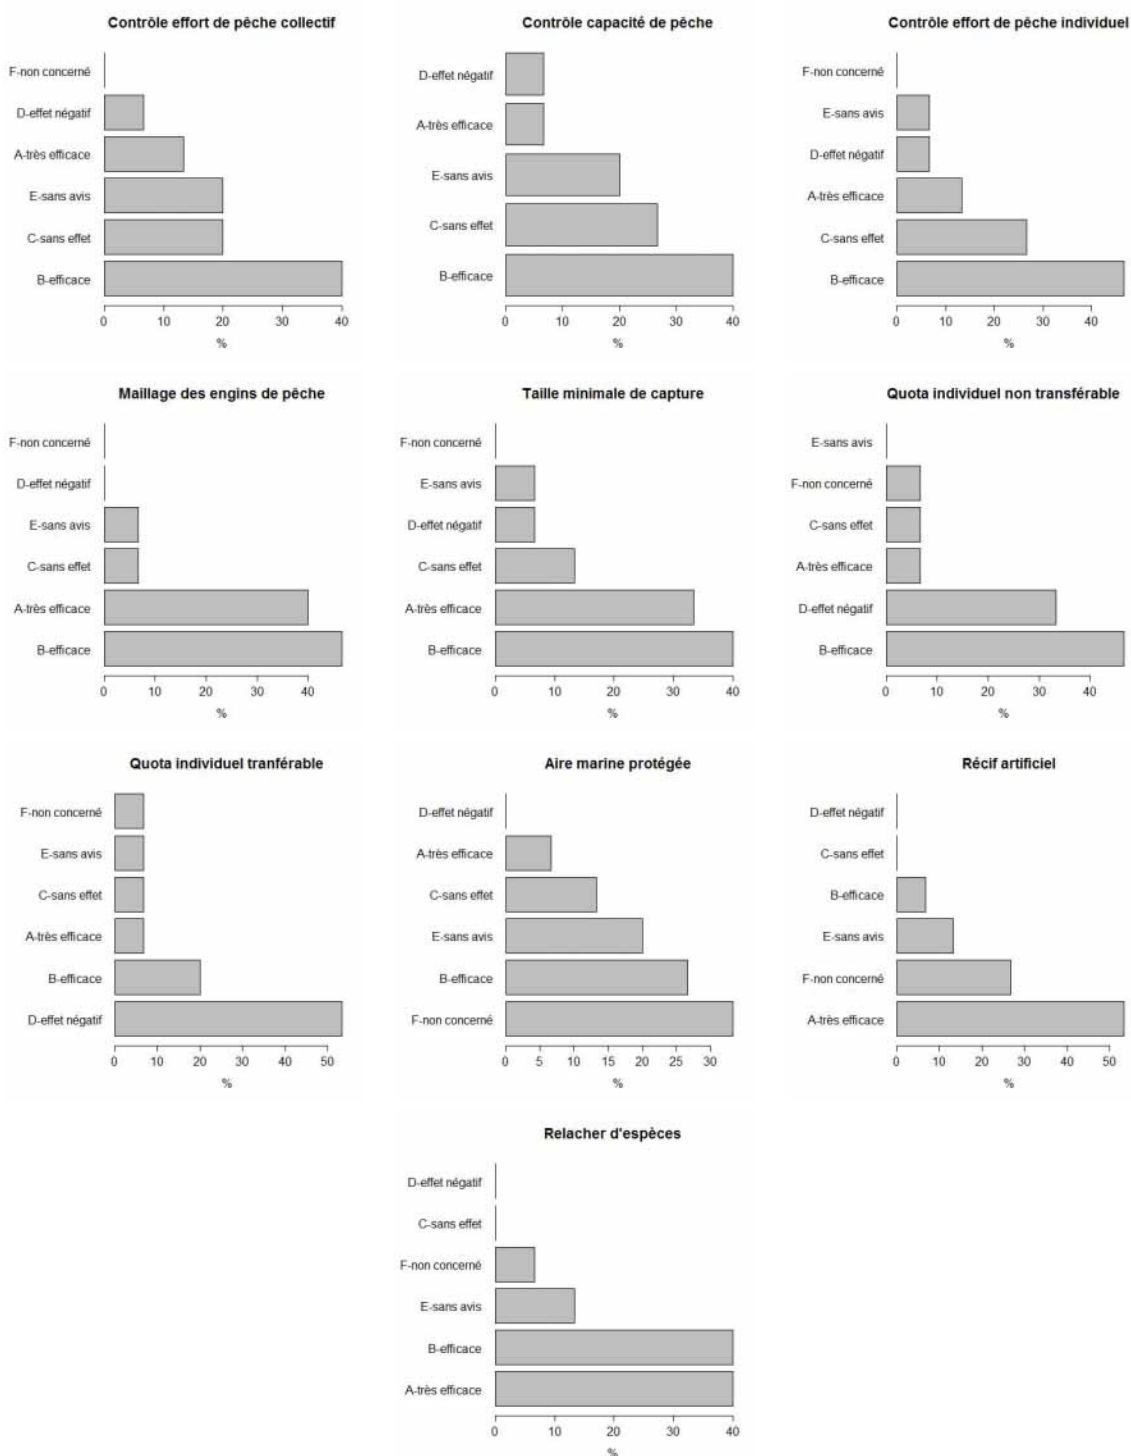 Contrôle effort de pêche collectif
F-non concerné
D-effet négatif
A-très efficace
E-sans avis
C-sans effet
B-efficace
0 10 20 30 40
%
Contrôle capacité de pêche
D-effet négatif
A-très efficace
E-sans avis
C-sans effet
B-efficace
0 10 20 30 40
%
Contrôle effort de pêche individuel
F-non concerné
E-sans avis
D-effet négatif
A-très efficace
C-sans effet
B-efficace
0 10 20 30 40
%
Maillage des engins de pêche
F-non concerné
D-effet négatif
E-sans avis
C-sans effet
A-très efficace
B-efficace
0 10 20 30 40
%
Taille minimale de capture
F-non concerné
E-sans avis
D-effet négatif
C-sans effet
A-très efficace
B-efficace
0 10 20 30 40
%
Quota individuel non transférable
E-sans avis
F-non concerné
C-sans effet
A-très efficace
D-effet négatif
B-efficace
0 10 20 30 40
%
Quota individuel tranférable
F-non concerné
E-sans avis
C-sans effet
A-très efficace
B-efficace
D-effet négatif
0 10 20 30 40 50
%
Aire marine protégée
D-effet négatif
A-très efficace
C-sans effet
E-sans avis
B-efficace
F-non concerné
0 5 10 15 20 25 30
%
Récif artificiel
D-effet négatif
C-sans effet
B-efficace
E-sans avis
F-non concerné
A-très efficace
0 10 20 30 40 50
%
Relacher d'espèces
D-effet négatif
C-sans effet
F-non concerné
E-sans avis
B-efficace
A-très efficace
0 10 20 30 40
%